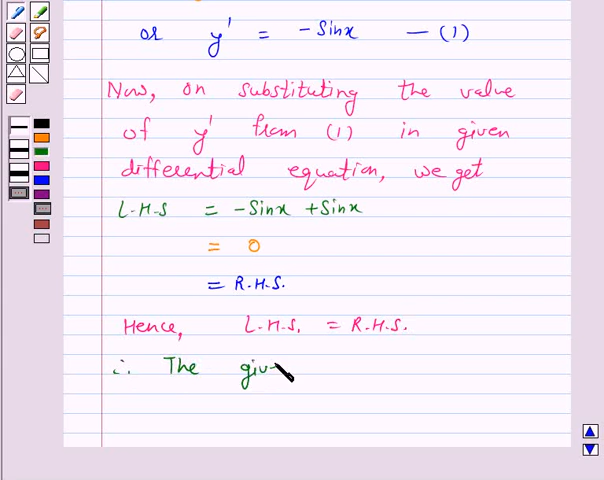 or y' = -Sinx — (1)
Now, on substituting the value
of y' from (1) in given
differential equation, we get
L.H.S = -Sinx +Sinx
= 0
= R.H.S.
Hence, L.H.S. = R.H.S.
∴ The giv